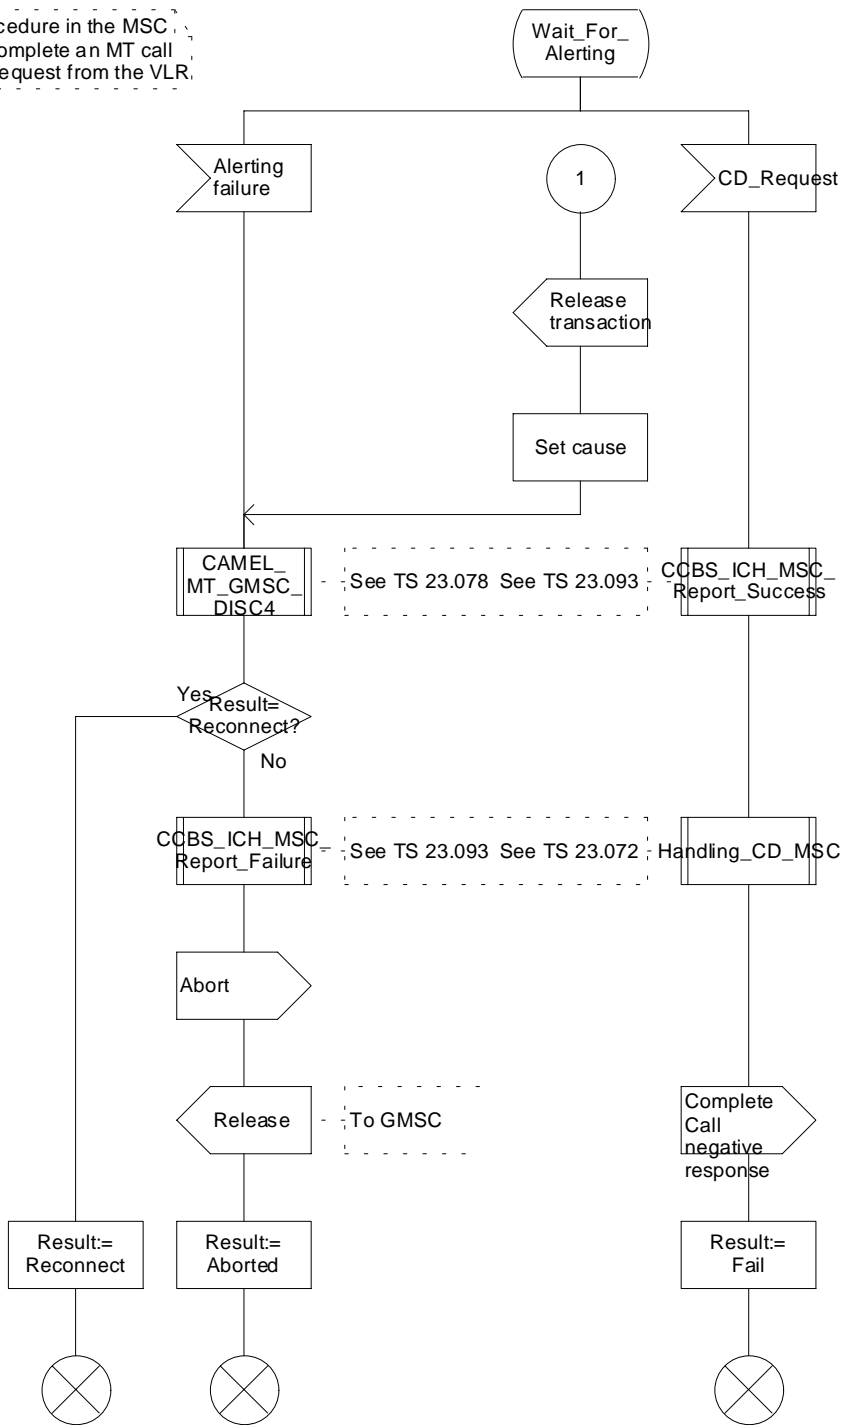 cedure in the MSC
omplete an MT call
equest from the VLR
Wait_For_
Alerting
Alerting
failure
1
CD_Request
Release
transaction
Set cause
CAMEL_
MT_GMSC_
DISC4
See TS 23.078 See TS 23.093
CCBS_ICH_MSC_
Report_Success
Yes
Result=
Reconnect?
No
CCBS_ICH_MSC_
Report_Failure
See TS 23.093 See TS 23.072
Handling_CD_MSC
Abort
Release
To GMSC
Complete
Call
negative
response
Result:=
Reconnect
Result:=
Aborted
Result:=
Fail